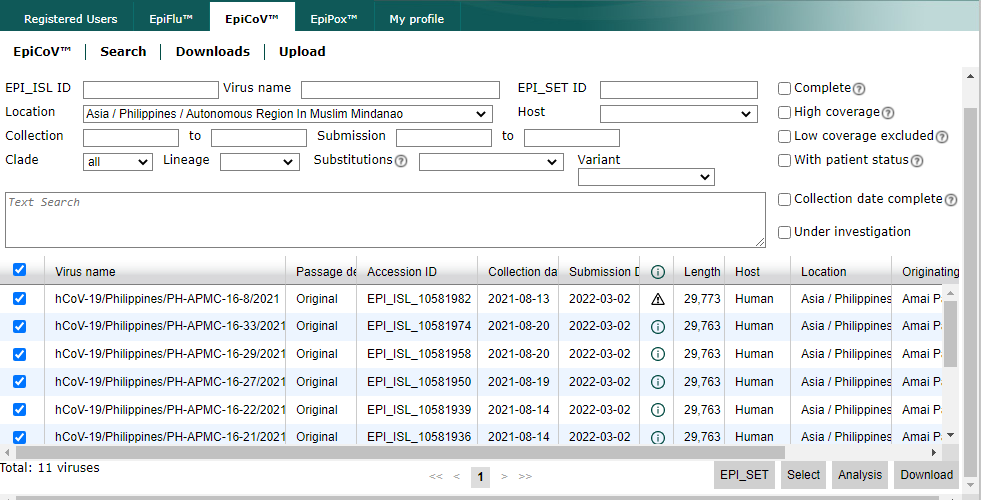 Registered Users EpiFlu™ EpiCoV™ EpiPox™ My profile
EpiCoV™ Search Downloads Upload
EPI_ISL ID Virus name EPI_SET ID Complete
Location Asia / Philippines / Autonomous Region In Muslim Mindanao Host High coverage
Collection to Submission to Low coverage excluded
Clade all Lineage Substitutions Variant With patient status
Text Search Collection date complete
Under investigation
Virus name Passage de Accession ID Collection da Submission D Length Host Location Originating
hCoV-19/Philippines/PH-APMC-16-8/2021 Original EPI_ISL_10581982 2021-08-13 2022-03-02 29,773 Human Asia / Philippines Amai P
hCoV-19/Philippines/PH-APMC-16-33/2021 Original EPI_ISL_10581974 2021-08-20 2022-03-02 29,763 Human Asia / Philippines Amai P
hCoV-19/Philippines/PH-APMC-16-29/2021 Original EPI_ISL_10581958 2021-08-20 2022-03-02 29,763 Human Asia / Philippines Amai P
hCoV-19/Philippines/PH-APMC-16-27/2021 Original EPI_ISL_10581950 2021-08-19 2022-03-02 29,763 Human Asia / Philippines Amai P
hCoV-19/Philippines/PH-APMC-16-22/2021 Original EPI_ISL_10581939 2021-08-14 2022-03-02 29,763 Human Asia / Philippines Amai P
hCoV-19/Philippines/PH-APMC-16-21/2021 Original EPI_ISL_10581936 2021-08-14 2022-03-02 29,763 Human Asia / Philippines Amai P
Total: 11 viruses << < 1 > >> EPI_SET Select Analysis Download